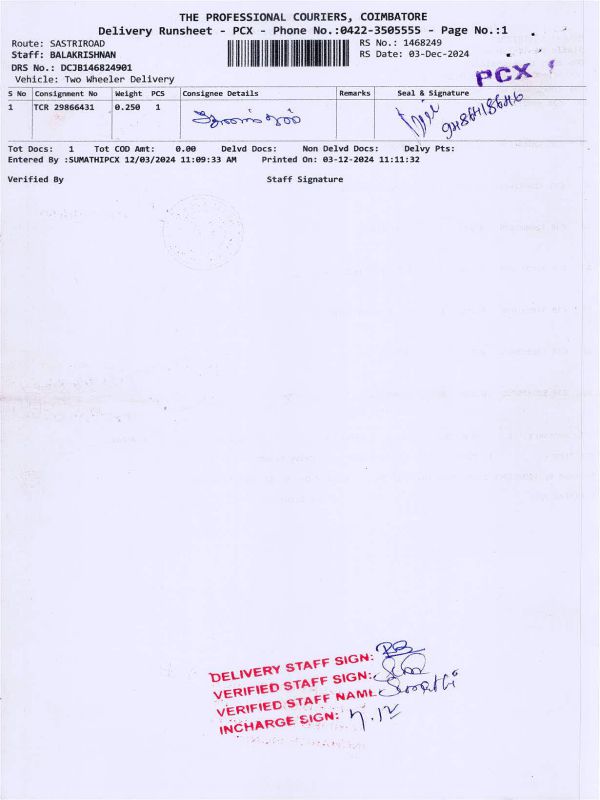 THE PROFESSIONAL COURIERS, COIMBATORE
Delivery Runsheet - PCX - Phone No.:0422-3505555 - Page No.:1
Route: SASTRIROAD
RS No.: 1468249
Staff: BALAKRISHNAN
RS Date: 03-Dec-2024
DRS No.: DCJB146824901
PCX
Vehicle: Two Wheeler Delivery
S No Consignment No Weight PCS Consignee Details Remarks Seal & Signature
1 TCR 29866431 0.250 1
9486418646
Tot Docs: 1 Tot COD Amt: 0.00 Delvd Docs: Non Delvd Docs: Delvy Pts:
Entered By :SUMATHIPCX 12/03/2024 11:09:33 AM Printed On: 03-12-2024 11:11:32
Verified By Staff Signature
DELIVERY STAFF SIGN:
VERIFIED STAFF SIGN:
VERIFIED STAFF NAME Sumathi
INCHARGE SIGN: